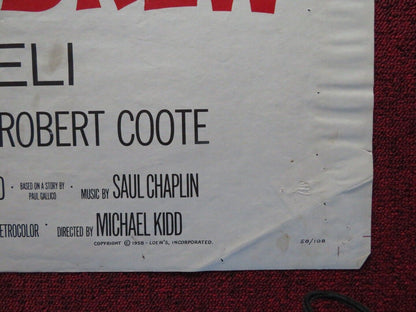 ELI
ROBERT COOTE
BASED ON A STORY BY
PAUL GALLICO
MUSIC BY SAUL CHAPLIN
METROCOLOR · DIRECTED BY MICHAEL KIDD
COPYRIGHT © 1958 - LOEW'S, INCORPORATED.
58/108